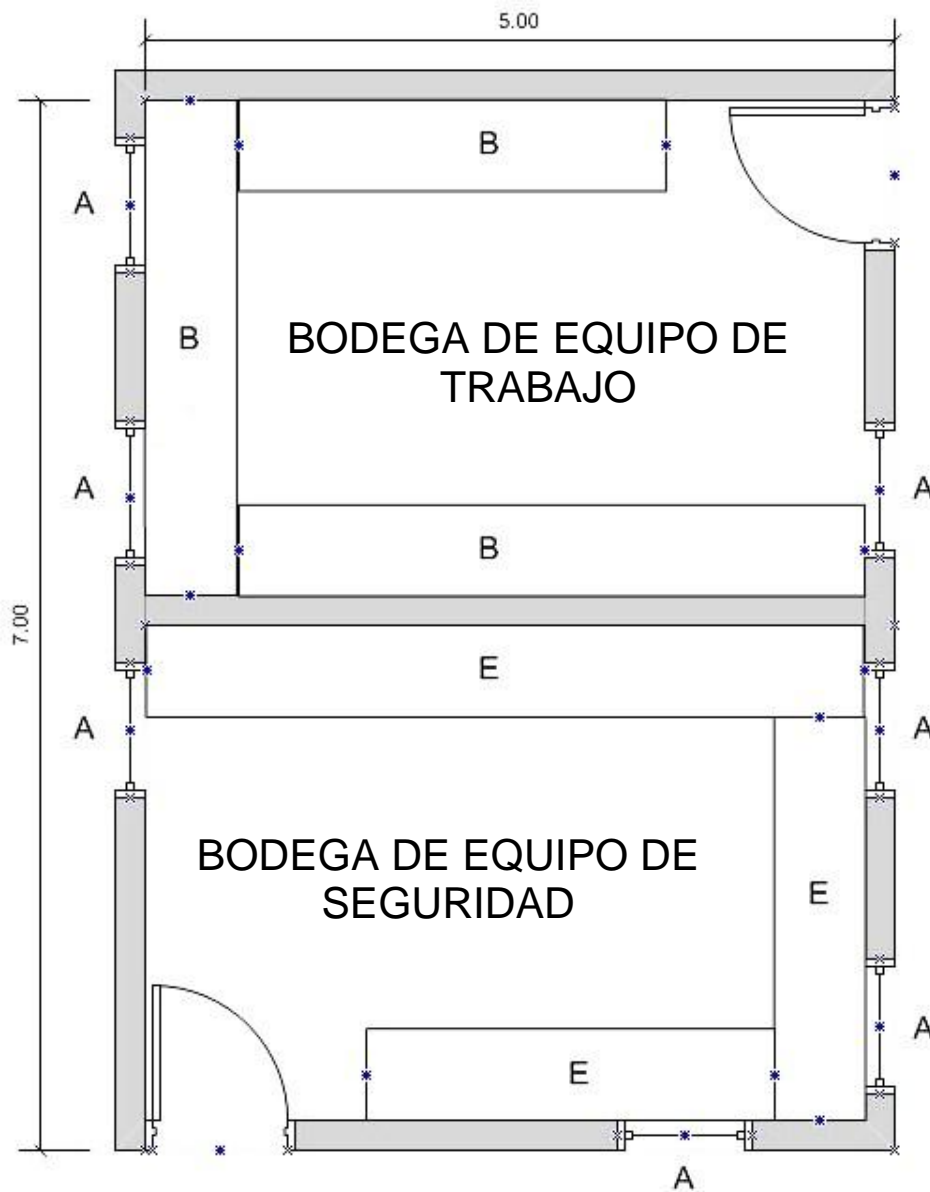 5.00
B
A
B
BODEGA DE EQUIPO DE
TRABAJO
A
A
B
7.00
E
A
A
BODEGA DE EQUIPO DE
SEGURIDAD
E
A
E
A